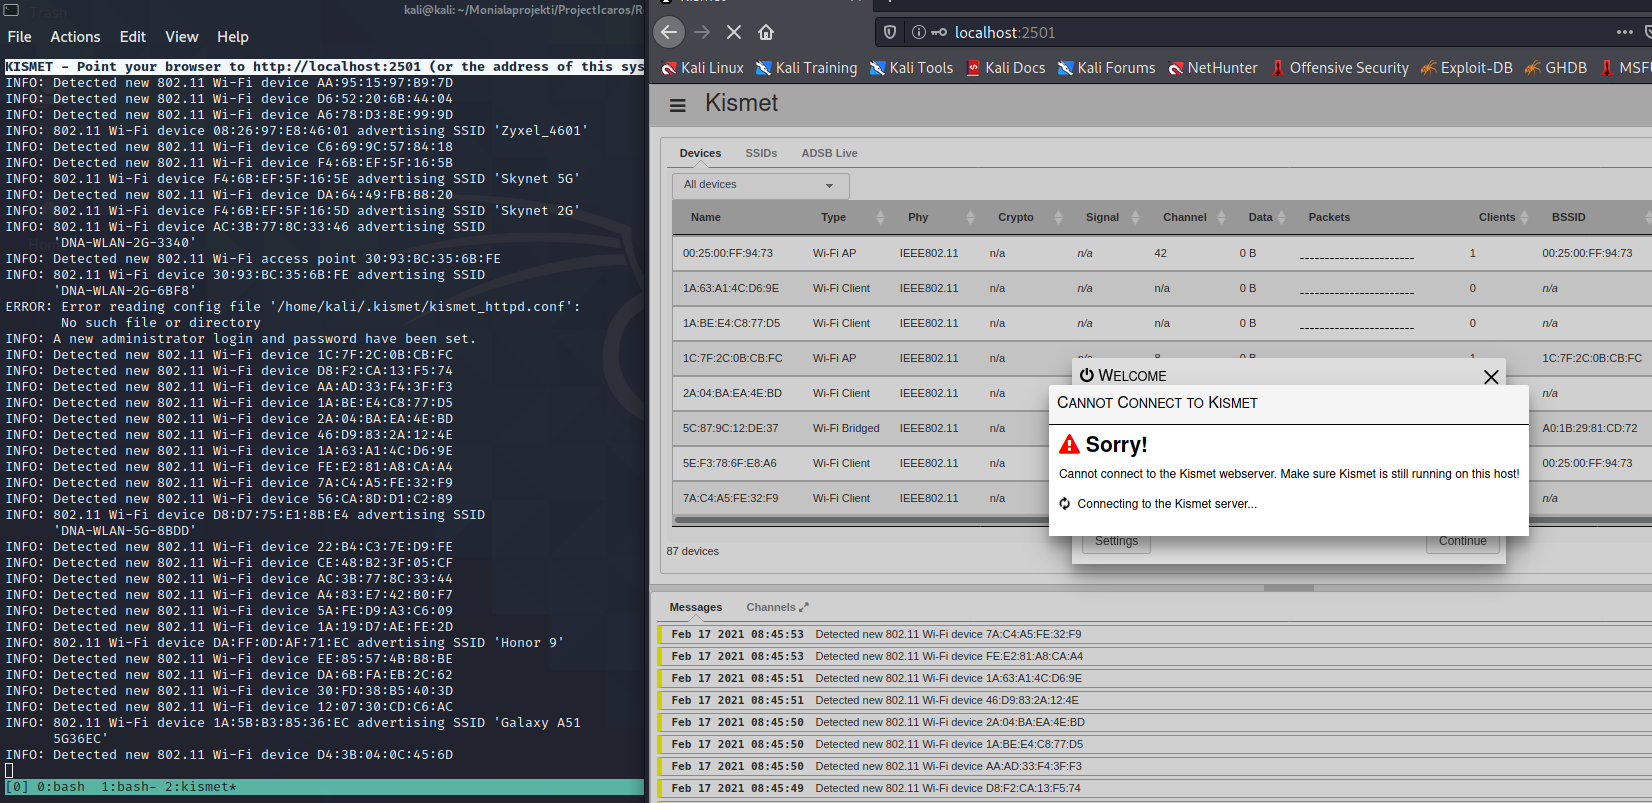 kali@kali: ~/Monialaprojekti/ProjectIcaros/R
File Actions Edit View Help
KISMET – Point your browser to http://localhost:2501 (or the address of this sys
INFO: Detected new 802.11 Wi-Fi device AA:95:15:97:B9:7D
INFO: Detected new 802.11 Wi-Fi device D6:52:20:6B:44:04
INFO: Detected new 802.11 Wi-Fi device A6:78:D3:8E:99:9D
INFO: 802.11 Wi-Fi device 08:26:97:E8:46:01 advertising SSID 'Zyxel_4601'
INFO: Detected new 802.11 Wi-Fi device C6:69:9C:57:84:18
INFO: Detected new 802.11 Wi-Fi device F4:6B:EF:5F:16:5B
INFO: 802.11 Wi-Fi device F4:6B:EF:5F:16:5E advertising SSID 'Skynet 5G'
INFO: Detected new 802.11 Wi-Fi device DA:64:49:FB:B8:20
INFO: 802.11 Wi-Fi device F4:6B:EF:5F:16:5D advertising SSID 'Skynet 2G'
INFO: 802.11 Wi-Fi device AC:3B:77:8C:33:46 advertising SSID
'DNA-WLAN-2G-3340'
INFO: Detected new 802.11 Wi-Fi access point 30:93:BC:35:6B:FE
INFO: 802.11 Wi-Fi device 30:93:BC:35:6B:FE advertising SSID
'DNA-WLAN-2G-6BF8'
ERROR: Error reading config file '/home/kali/.kismet/kismet_httpd.conf':
No such file or directory
INFO: A new administrator login and password have been set.
INFO: Detected new 802.11 Wi-Fi device 1C:7F:2C:0B:CB:FC
INFO: Detected new 802.11 Wi-Fi device D8:F2:CA:13:F5:74
INFO: Detected new 802.11 Wi-Fi device AA:AD:33:F4:3F:F3
INFO: Detected new 802.11 Wi-Fi device 1A:BE:E4:C8:77:D5
INFO: Detected new 802.11 Wi-Fi device 2A:04:BA:EA:4E:BD
INFO: Detected new 802.11 Wi-Fi device 46:D9:83:2A:12:4E
INFO: Detected new 802.11 Wi-Fi device 1A:63:A1:4C:D6:9E
INFO: Detected new 802.11 Wi-Fi device FE:E2:81:A8:CA:A4
INFO: Detected new 802.11 Wi-Fi device 7A:C4:A5:FE:32:F9
INFO: Detected new 802.11 Wi-Fi device 56:CA:8D:D1:C2:89
INFO: 802.11 Wi-Fi device D8:D7:75:E1:8B:E4 advertising SSID
'DNA-WLAN-5G-8BDD'
INFO: Detected new 802.11 Wi-Fi device 22:B4:C3:7E:D9:FE
INFO: Detected new 802.11 Wi-Fi device CE:48:B2:3F:05:CF
INFO: Detected new 802.11 Wi-Fi device AC:3B:77:8C:33:44
INFO: Detected new 802.11 Wi-Fi device A4:83:E7:42:B0:F7
INFO: Detected new 802.11 Wi-Fi device 5A:FE:D9:A3:C6:09
INFO: Detected new 802.11 Wi-Fi device 1A:19:D7:AE:FE:2D
INFO: 802.11 Wi-Fi device DA:FF:0D:AF:71:EC advertising SSID 'Honor 9'
INFO: Detected new 802.11 Wi-Fi device EE:85:57:4B:B8:BE
INFO: Detected new 802.11 Wi-Fi device DA:6B:FA:EB:2C:62
INFO: Detected new 802.11 Wi-Fi device 30:FD:38:B5:40:3D
INFO: Detected new 802.11 Wi-Fi device 12:07:30:CD:C6:AC
INFO: 802.11 Wi-Fi device 1A:5B:B3:85:36:EC advertising SSID 'Galaxy A51
5G36EC'
INFO: Detected new 802.11 Wi-Fi device D4:3B:04:0C:45:6D
[0] 0:bash 1:bash- 2:kismet*
localhost:2501
Kali Linux Kali Training Kali Tools Kali Docs Kali Forums NetHunter Offensive Security Exploit-DB GHDB MSFU
Kismet
Devices SSIDs ADSB Live
All devices
Name Type Phy Crypto Signal Channel Data Packets Clients BSSID
00:25:00:FF:94:73 Wi-Fi AP IEEE802.11 n/a n/a 42 0 B 1 00:25:00:FF:94:73
1A:63:A1:4C:D6:9E Wi-Fi Client IEEE802.11 n/a n/a n/a 0 B 0 n/a
1A:BE:E4:C8:77:D5 Wi-Fi Client IEEE802.11 n/a n/a n/a 0 B 0 n/a
1C:7F:2C:0B:CB:FC Wi-Fi AP IEEE802.11 n/a n/a 8 0 B 1 1C:7F:2C:0B:CB:FC
2A:04:BA:EA:4E:BD Wi-Fi Client IEEE802.11 n/a n/a
5C:87:9C:12:DE:37 Wi-Fi Bridged IEEE802.11 n/a A0:1B:29:81:CD:72
5E:F3:78:6F:E8:A6 Wi-Fi Client IEEE802.11 n/a 00:25:00:FF:94:73
7A:C4:A5:FE:32:F9 Wi-Fi Client IEEE802.11 n/a n/a
87 devices
WELCOME
CANNOT CONNECT TO KISMET
Sorry!
Cannot connect to the Kismet webserver. Make sure Kismet is still running on this host!
Connecting to the Kismet server...
Settings Continue
Messages Channels
Feb 17 2021 08:45:53 Detected new 802.11 Wi-Fi device 7A:C4:A5:FE:32:F9
Feb 17 2021 08:45:53 Detected new 802.11 Wi-Fi device FE:E2:81:A8:CA:A4
Feb 17 2021 08:45:51 Detected new 802.11 Wi-Fi device 1A:63:A1:4C:D6:9E
Feb 17 2021 08:45:51 Detected new 802.11 Wi-Fi device 46:D9:83:2A:12:4E
Feb 17 2021 08:45:50 Detected new 802.11 Wi-Fi device 2A:04:BA:EA:4E:BD
Feb 17 2021 08:45:50 Detected new 802.11 Wi-Fi device 1A:BE:E4:C8:77:D5
Feb 17 2021 08:45:50 Detected new 802.11 Wi-Fi device AA:AD:33:F4:3F:F3
Feb 17 2021 08:45:49 Detected new 802.11 Wi-Fi device D8:F2:CA:13:F5:74